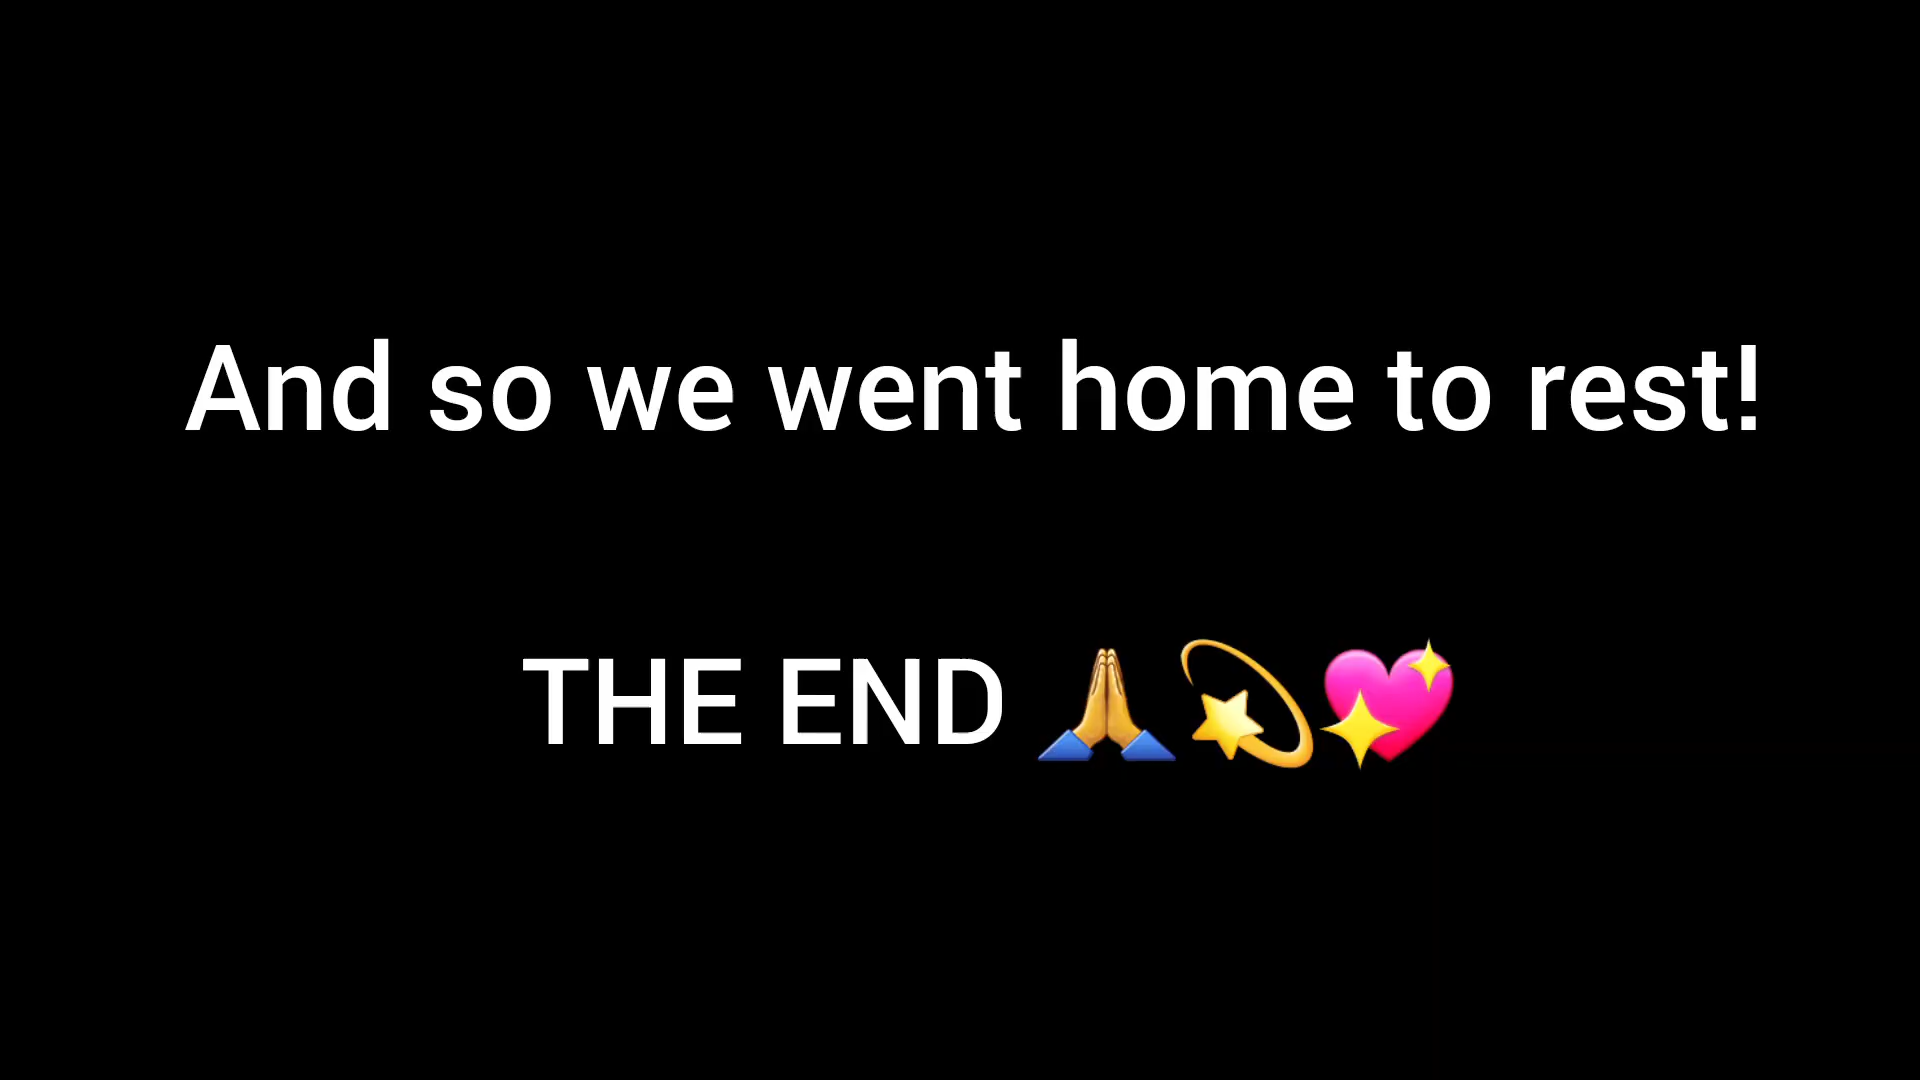 And so we went home to rest!
THE END 🙏💫💖